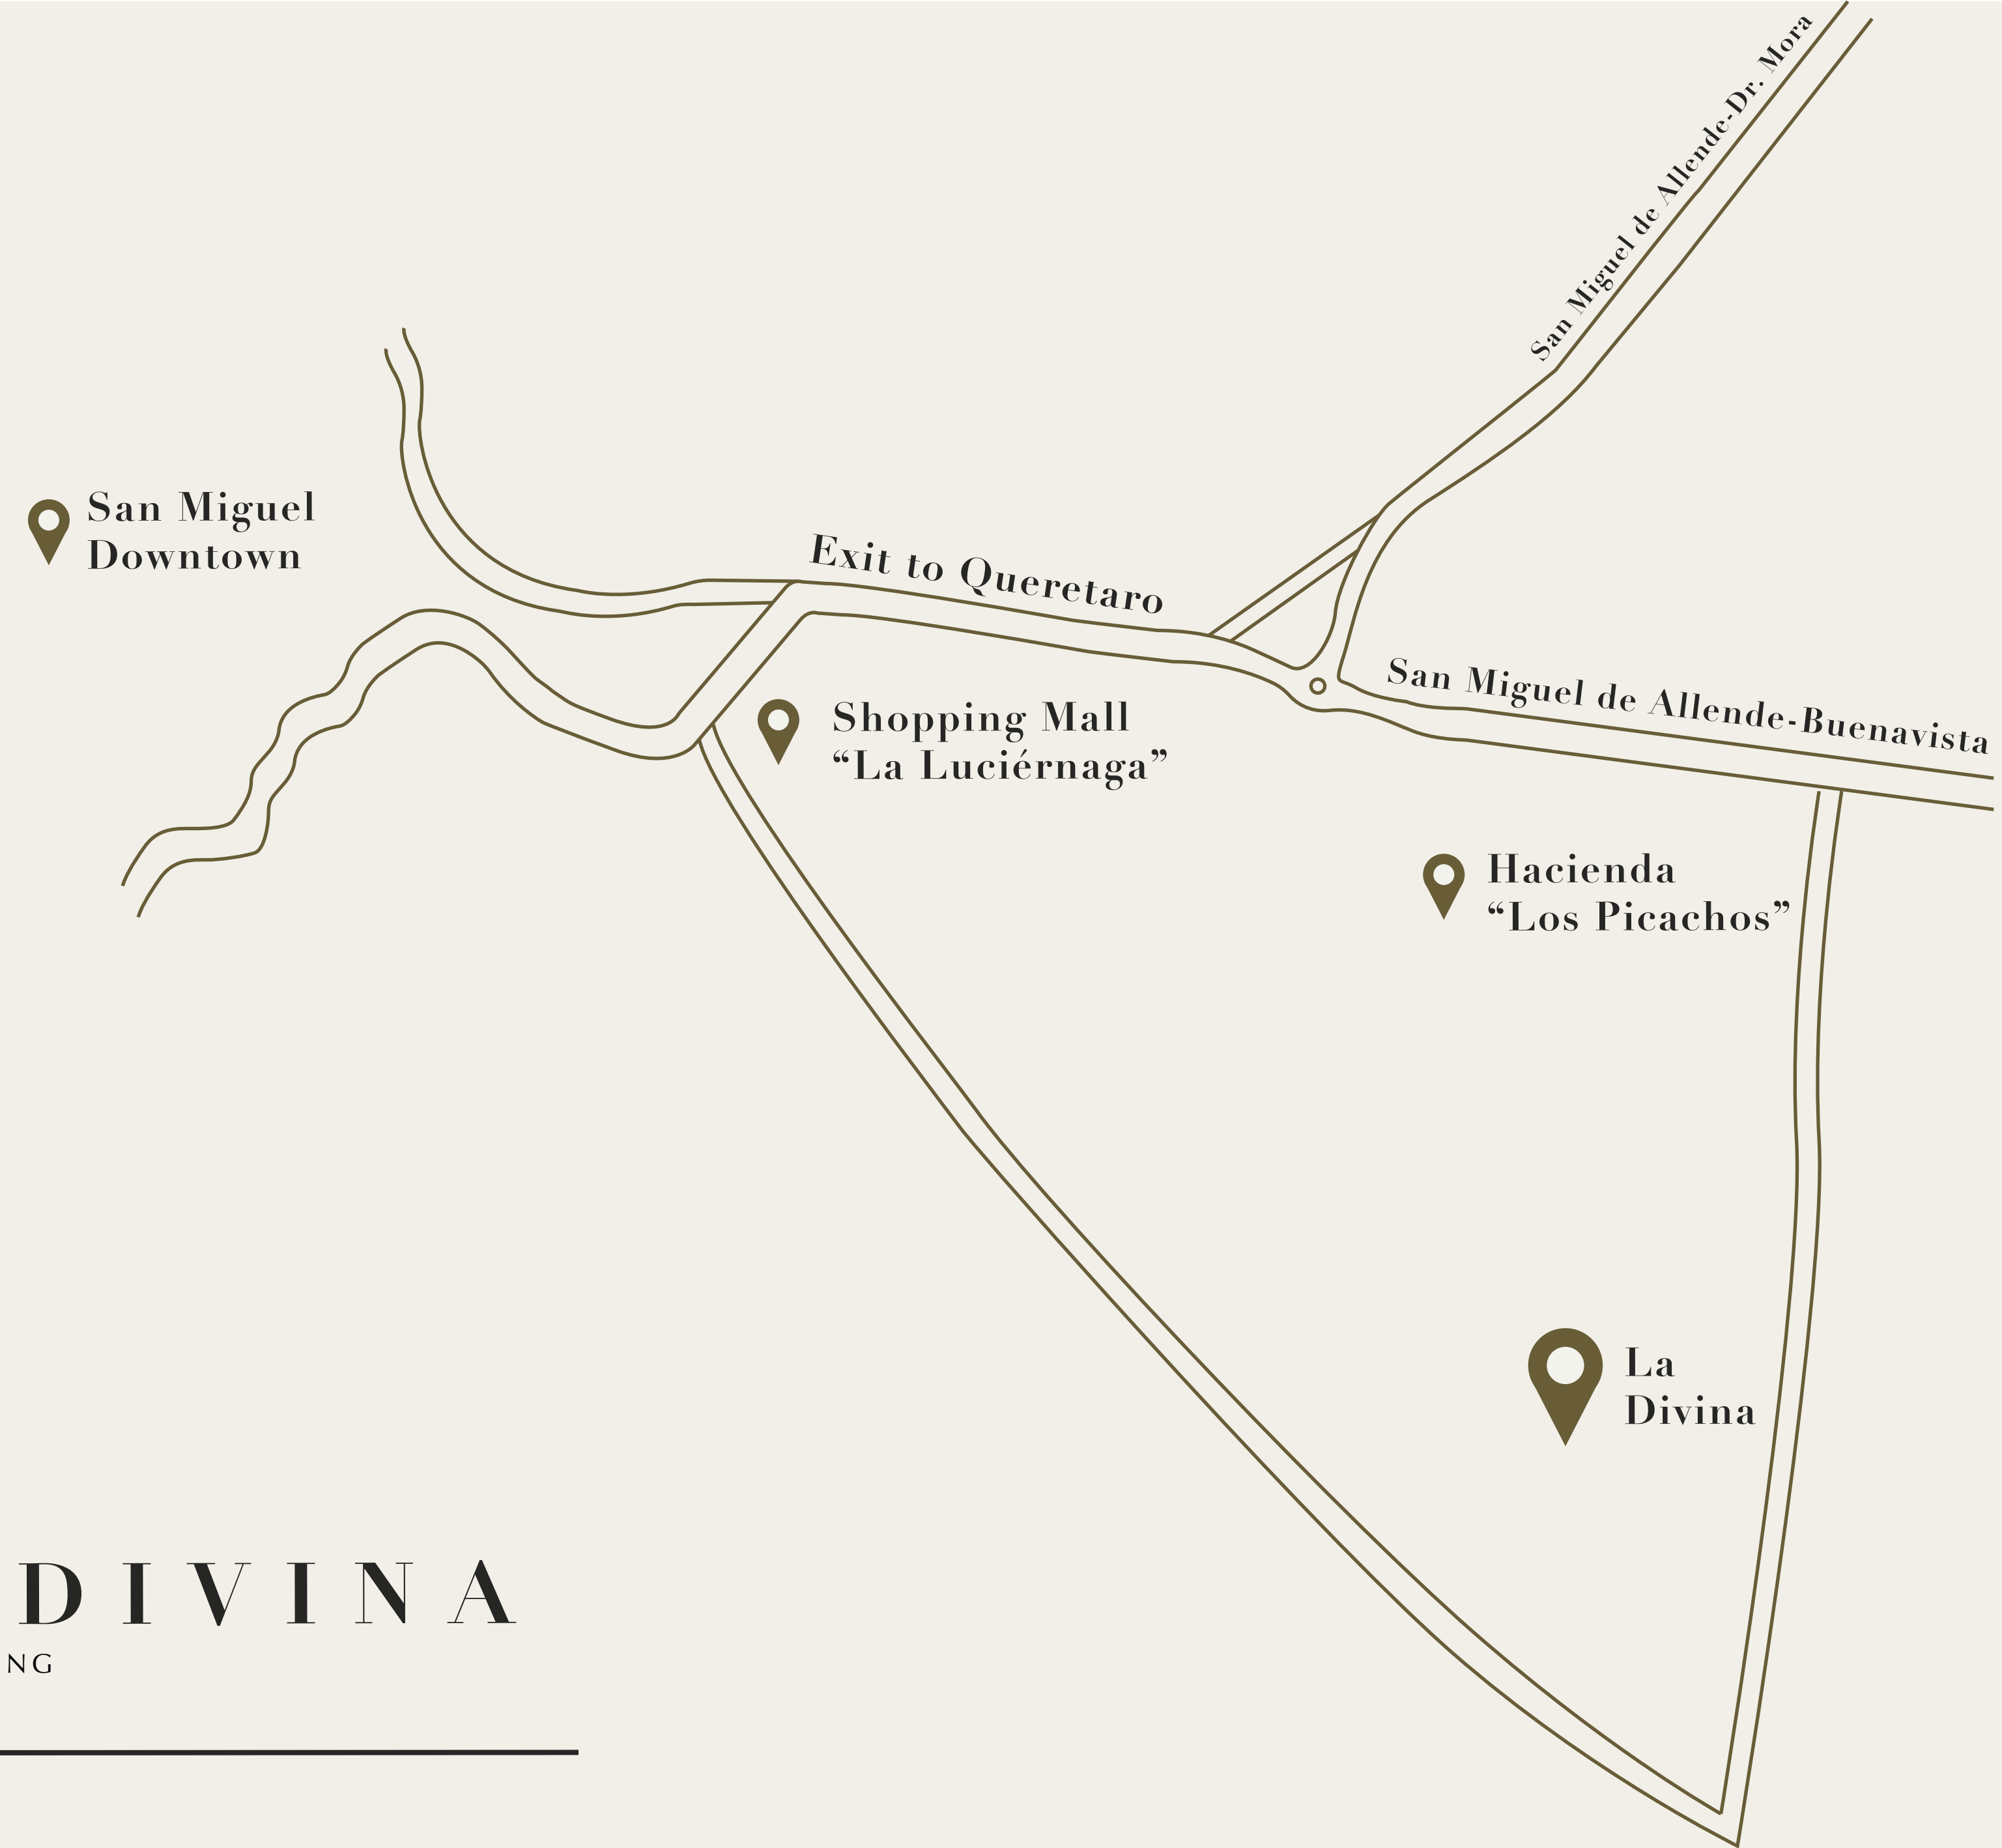 San Miguel de Allende-Dr. Mora
San Miguel
Downtown
Exit to Queretaro
San Miguel de Allende-Buenavista
Shopping Mall
“La Luciérnaga”
Hacienda
“Los Picachos”
La
Divina
DIVINA
NG